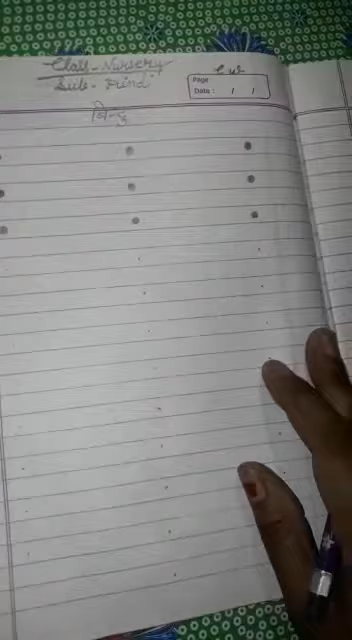 Class - Nursery
Sub - Hindi
Page
Date : / /
बिन्दु